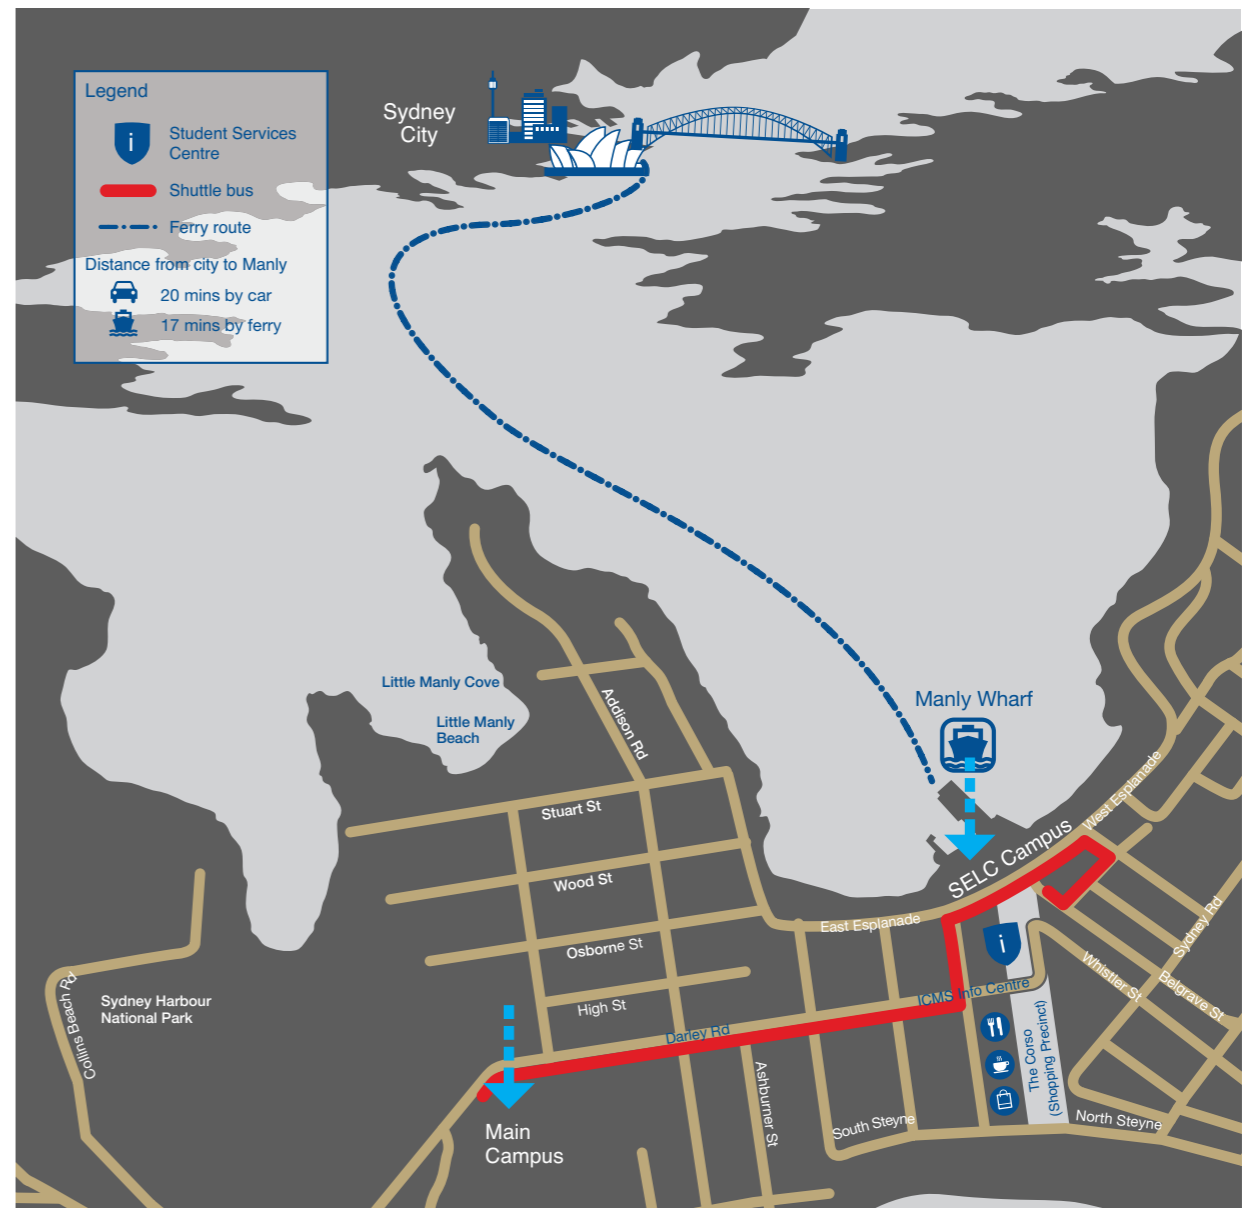 Legend
i
Student Services
Centre
Shuttle bus
Ferry route
Distance from city to Manly
20 mins by car
17 mins by ferry
Sydney
City
Little Manly Cove
Little Manly
Beach
Addison Rd
Manly Wharf
West Esplanade
SELC Campus
Stuart St
Wood St
East Esplanade
Osborne St
i
Sydney Rd
Whistler St
Belgrave St
ICMS Info Centre
High St
Darley Rd
Collins Beach Rd
Sydney Harbour
National Park
The Corso
(Shopping Precinct)
Ashburner St
South Steyne
North Steyne
Main
Campus